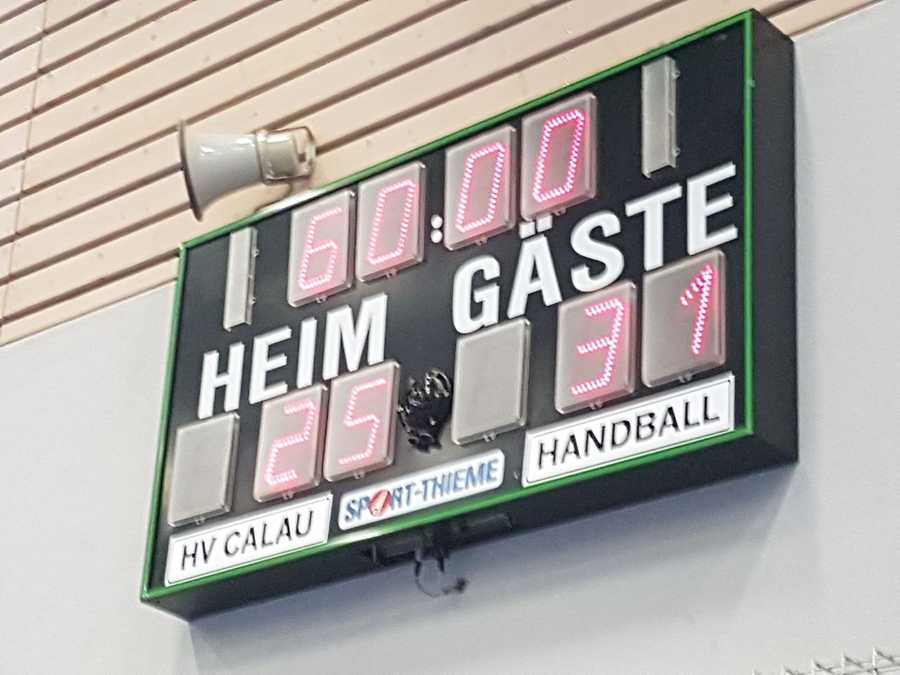 60:00
HEIM GÄSTE
25 31
HV CALAU SPORT-THIEME HANDBALL